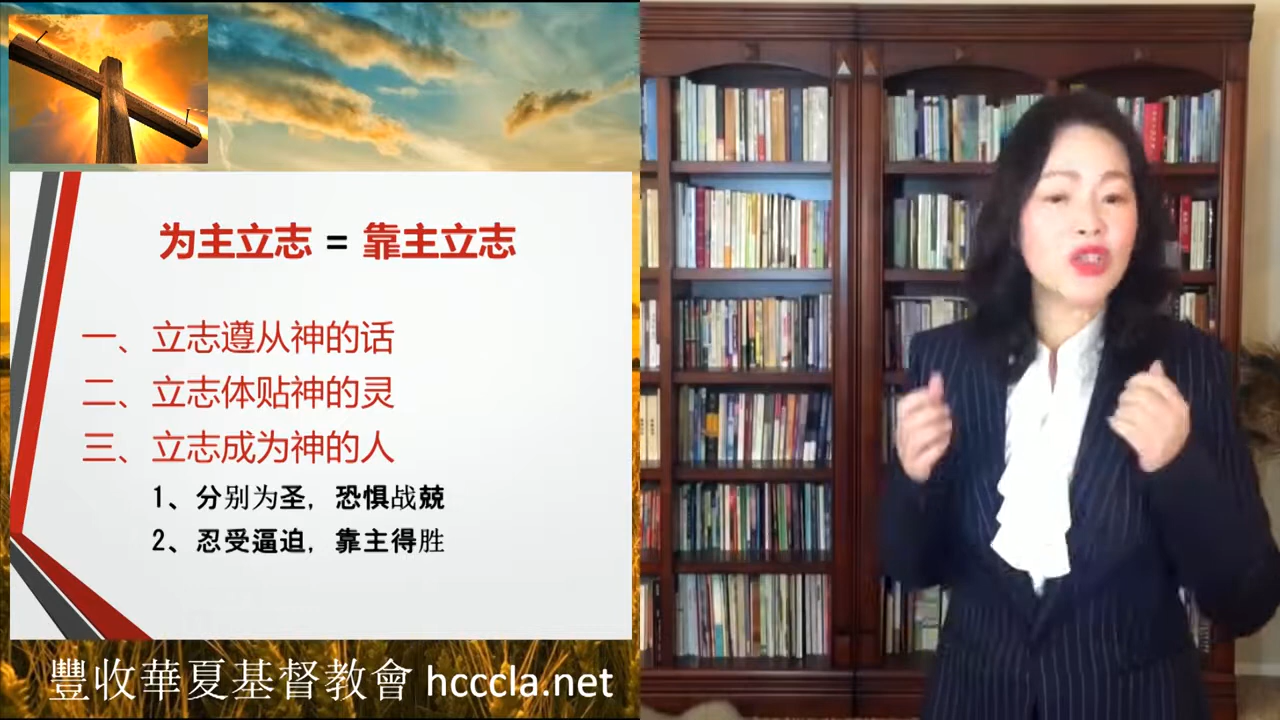 为主立志 = 靠主立志
一、立志遵从神的话
二、立志体贴神的灵
三、立志成为神的人
1、分别为圣，恐惧战兢
2、忍受逼迫，靠主得胜
豐收華夏基督教會 hcccla.net